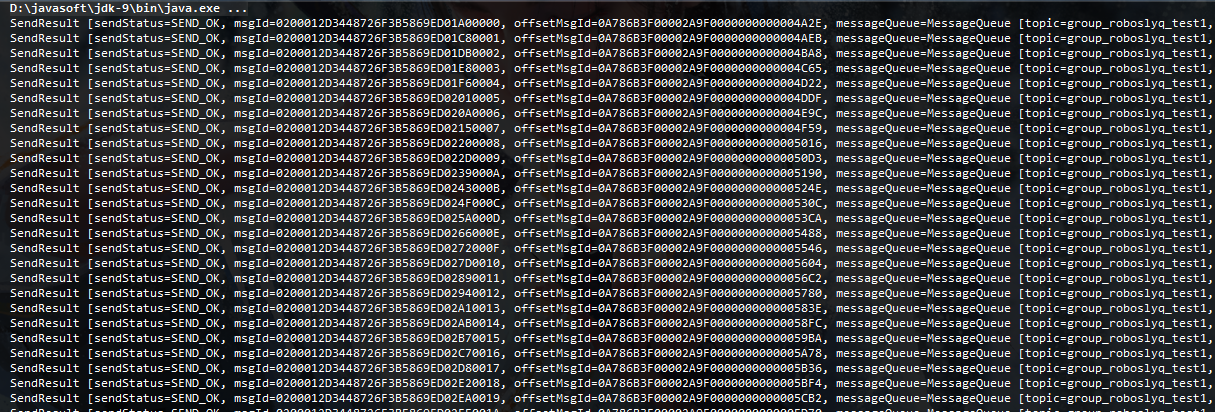 D:\javasoft\jdk-9\bin\java.exe ...
SendResult [sendStatus=SEND_OK, msgId=0200012D3448726F3B5869ED01A00000, offsetMsgId=0A786B3F00002A9F0000000000004A2E, messageQueue=MessageQueue [topic=group_roboslyq_test1,
SendResult [sendStatus=SEND_OK, msgId=0200012D3448726F3B5869ED01C80001, offsetMsgId=0A786B3F00002A9F0000000000004AEB, messageQueue=MessageQueue [topic=group_roboslyq_test1,
SendResult [sendStatus=SEND_OK, msgId=0200012D3448726F3B5869ED01DB0002, offsetMsgId=0A786B3F00002A9F0000000000004BA8, messageQueue=MessageQueue [topic=group_roboslyq_test1,
SendResult [sendStatus=SEND_OK, msgId=0200012D3448726F3B5869ED01E80003, offsetMsgId=0A786B3F00002A9F0000000000004C65, messageQueue=MessageQueue [topic=group_roboslyq_test1,
SendResult [sendStatus=SEND_OK, msgId=0200012D3448726F3B5869ED01F60004, offsetMsgId=0A786B3F00002A9F0000000000004D22, messageQueue=MessageQueue [topic=group_roboslyq_test1,
SendResult [sendStatus=SEND_OK, msgId=0200012D3448726F3B5869ED02010005, offsetMsgId=0A786B3F00002A9F0000000000004DDF, messageQueue=MessageQueue [topic=group_roboslyq_test1,
SendResult [sendStatus=SEND_OK, msgId=0200012D3448726F3B5869ED020A0006, offsetMsgId=0A786B3F00002A9F0000000000004E9C, messageQueue=MessageQueue [topic=group_roboslyq_test1,
SendResult [sendStatus=SEND_OK, msgId=0200012D3448726F3B5869ED02150007, offsetMsgId=0A786B3F00002A9F0000000000004F59, messageQueue=MessageQueue [topic=group_roboslyq_test1,
SendResult [sendStatus=SEND_OK, msgId=0200012D3448726F3B5869ED02200008, offsetMsgId=0A786B3F00002A9F0000000000005016, messageQueue=MessageQueue [topic=group_roboslyq_test1,
SendResult [sendStatus=SEND_OK, msgId=0200012D3448726F3B5869ED022D0009, offsetMsgId=0A786B3F00002A9F00000000000050D3, messageQueue=MessageQueue [topic=group_roboslyq_test1,
SendResult [sendStatus=SEND_OK, msgId=0200012D3448726F3B5869ED0239000A, offsetMsgId=0A786B3F00002A9F0000000000005190, messageQueue=MessageQueue [topic=group_roboslyq_test1,
SendResult [sendStatus=SEND_OK, msgId=0200012D3448726F3B5869ED0243000B, offsetMsgId=0A786B3F00002A9F000000000000524E, messageQueue=MessageQueue [topic=group_roboslyq_test1,
SendResult [sendStatus=SEND_OK, msgId=0200012D3448726F3B5869ED024F000C, offsetMsgId=0A786B3F00002A9F000000000000530C, messageQueue=MessageQueue [topic=group_roboslyq_test1,
SendResult [sendStatus=SEND_OK, msgId=0200012D3448726F3B5869ED025A000D, offsetMsgId=0A786B3F00002A9F00000000000053CA, messageQueue=MessageQueue [topic=group_roboslyq_test1,
SendResult [sendStatus=SEND_OK, msgId=0200012D3448726F3B5869ED0266000E, offsetMsgId=0A786B3F00002A9F0000000000005488, messageQueue=MessageQueue [topic=group_roboslyq_test1,
SendResult [sendStatus=SEND_OK, msgId=0200012D3448726F3B5869ED0272000F, offsetMsgId=0A786B3F00002A9F0000000000005546, messageQueue=MessageQueue [topic=group_roboslyq_test1,
SendResult [sendStatus=SEND_OK, msgId=0200012D3448726F3B5869ED027D0010, offsetMsgId=0A786B3F00002A9F0000000000005604, messageQueue=MessageQueue [topic=group_roboslyq_test1,
SendResult [sendStatus=SEND_OK, msgId=0200012D3448726F3B5869ED02890011, offsetMsgId=0A786B3F00002A9F00000000000056C2, messageQueue=MessageQueue [topic=group_roboslyq_test1,
SendResult [sendStatus=SEND_OK, msgId=0200012D3448726F3B5869ED02940012, offsetMsgId=0A786B3F00002A9F0000000000005780, messageQueue=MessageQueue [topic=group_roboslyq_test1,
SendResult [sendStatus=SEND_OK, msgId=0200012D3448726F3B5869ED02A10013, offsetMsgId=0A786B3F00002A9F000000000000583E, messageQueue=MessageQueue [topic=group_roboslyq_test1,
SendResult [sendStatus=SEND_OK, msgId=0200012D3448726F3B5869ED02AB0014, offsetMsgId=0A786B3F00002A9F00000000000058FC, messageQueue=MessageQueue [topic=group_roboslyq_test1,
SendResult [sendStatus=SEND_OK, msgId=0200012D3448726F3B5869ED02B70015, offsetMsgId=0A786B3F00002A9F00000000000059BA, messageQueue=MessageQueue [topic=group_roboslyq_test1,
SendResult [sendStatus=SEND_OK, msgId=0200012D3448726F3B5869ED02C70016, offsetMsgId=0A786B3F00002A9F0000000000005A78, messageQueue=MessageQueue [topic=group_roboslyq_test1,
SendResult [sendStatus=SEND_OK, msgId=0200012D3448726F3B5869ED02D80017, offsetMsgId=0A786B3F00002A9F0000000000005B36, messageQueue=MessageQueue [topic=group_roboslyq_test1,
SendResult [sendStatus=SEND_OK, msgId=0200012D3448726F3B5869ED02E20018, offsetMsgId=0A786B3F00002A9F0000000000005BF4, messageQueue=MessageQueue [topic=group_roboslyq_test1,
SendResult [sendStatus=SEND_OK, msgId=0200012D3448726F3B5869ED02EA0019, offsetMsgId=0A786B3F00002A9F0000000000005CB2, messageQueue=MessageQueue [topic=group_roboslyq_test1,